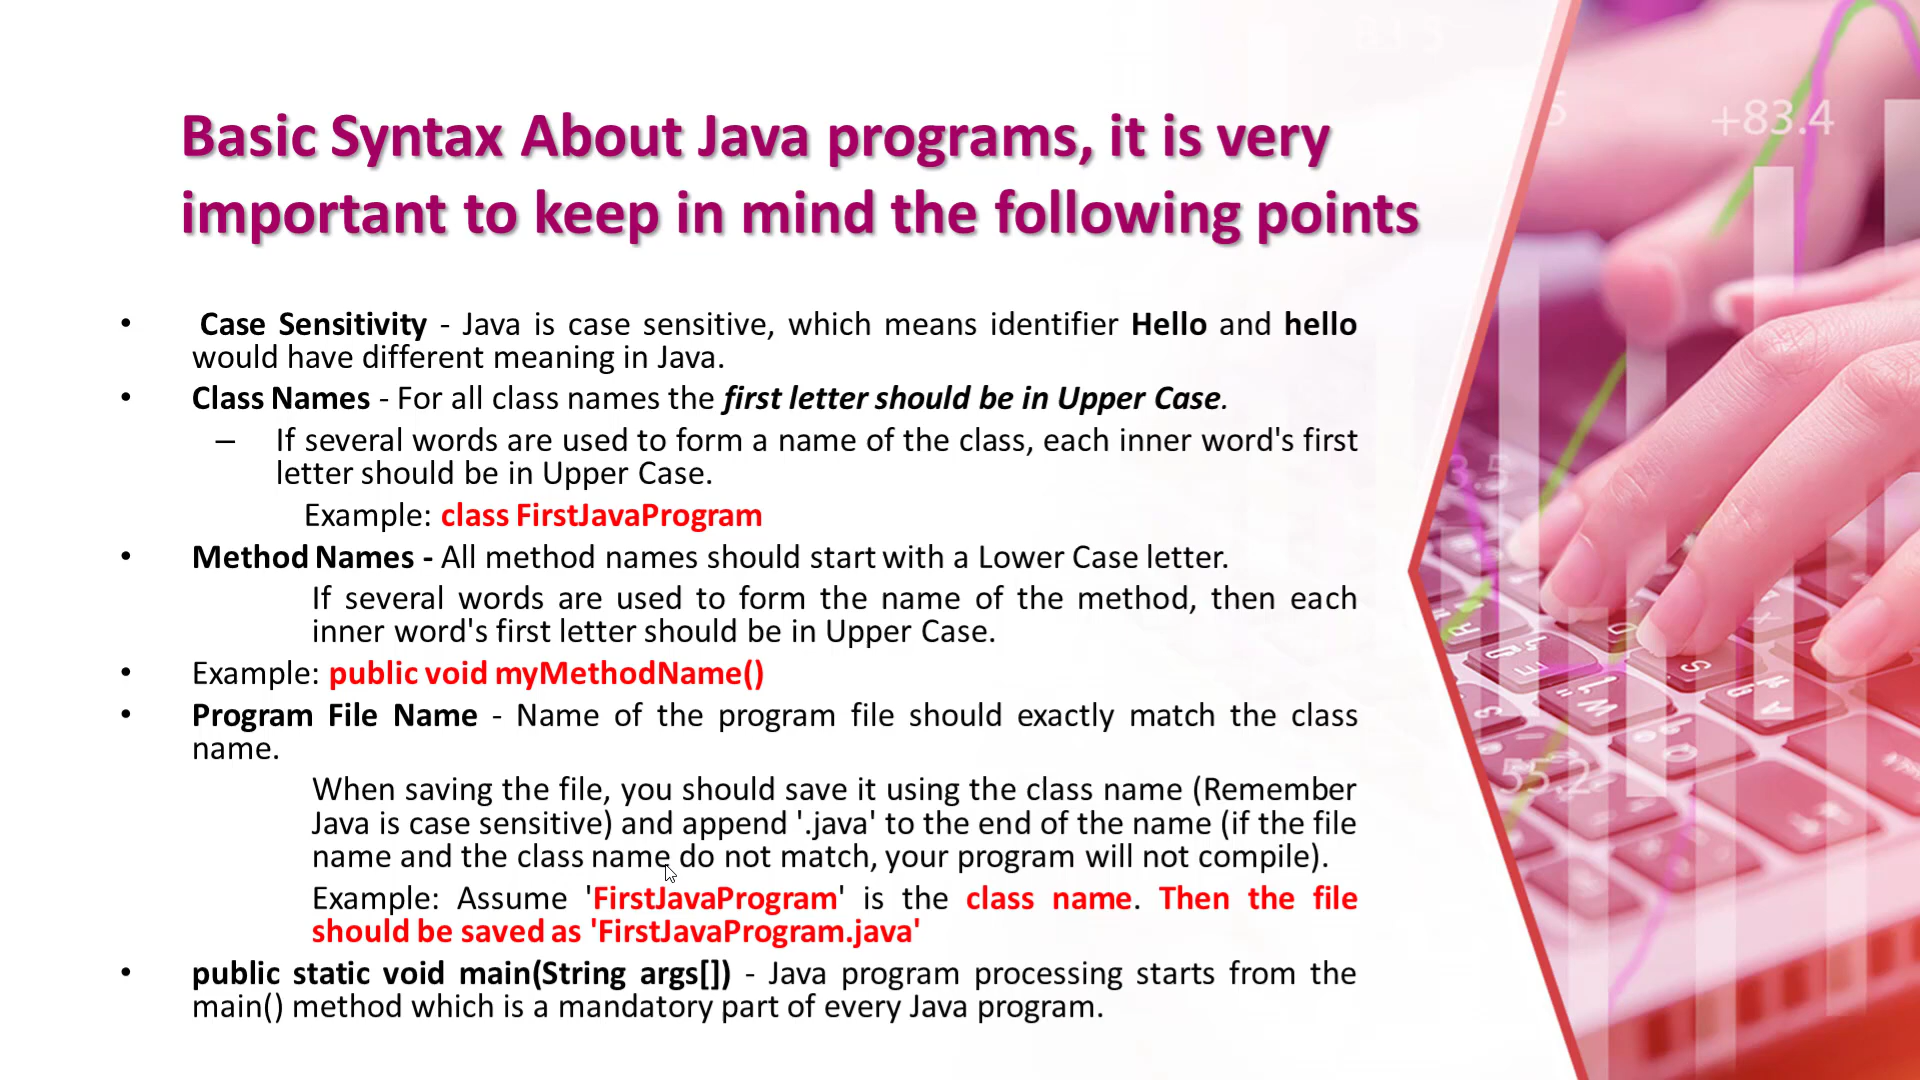 Basic Syntax About Java programs, it is very
important to keep in mind the following points
• Case Sensitivity - Java is case sensitive, which means identifier Hello and hello
would have different meaning in Java.
• Class Names - For all class names the first letter should be in Upper Case.
– If several words are used to form a name of the class, each inner word's first
letter should be in Upper Case.
Example: class FirstJavaProgram
• Method Names - All method names should start with a Lower Case letter.
If several words are used to form the name of the method, then each
inner word's first letter should be in Upper Case.
• Example: public void myMethodName()
• Program File Name - Name of the program file should exactly match the class
name.
When saving the file, you should save it using the class name (Remember
Java is case sensitive) and append '.java' to the end of the name (if the file
name and the class name do not match, your program will not compile).
Example: Assume 'FirstJavaProgram' is the class name. Then the file
should be saved as 'FirstJavaProgram.java'
• public static void main(String args[]) - Java program processing starts from the
main() method which is a mandatory part of every Java program.
+83.4
3.5
55.2